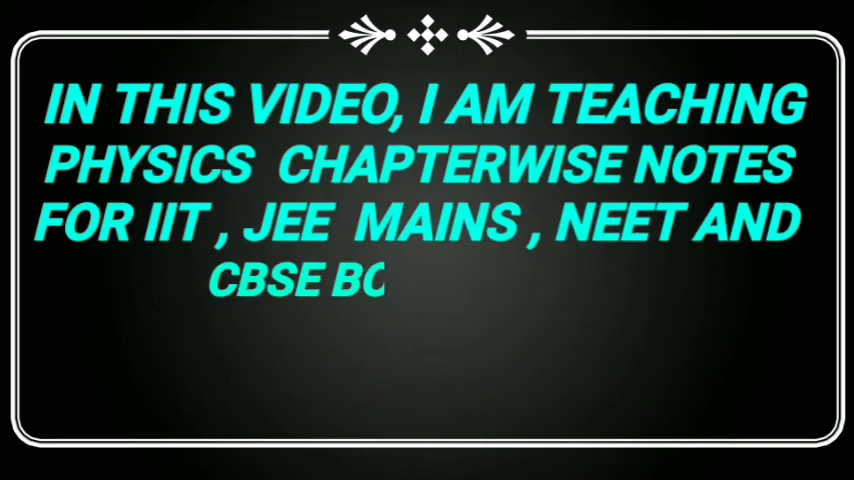 IN THIS VIDEO, I AM TEACHING
PHYSICS CHAPTERWISE NOTES
FOR IIT , JEE MAINS , NEET AND
CBSE